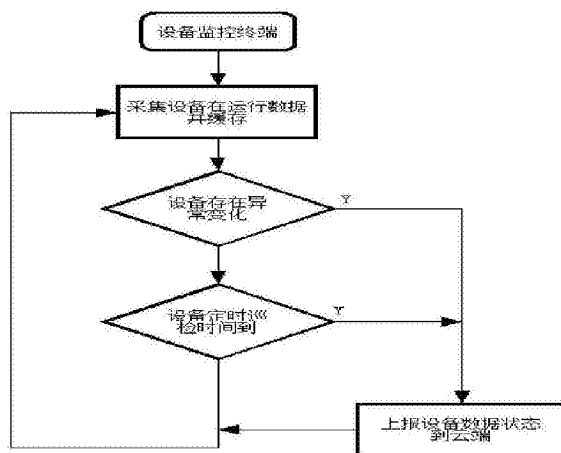 设备监控终端
采集设备在运行数据
并缓存
设备存在异
常变化
Y
设备定时巡
检时间到
Y
上报设备数据状态
到云端